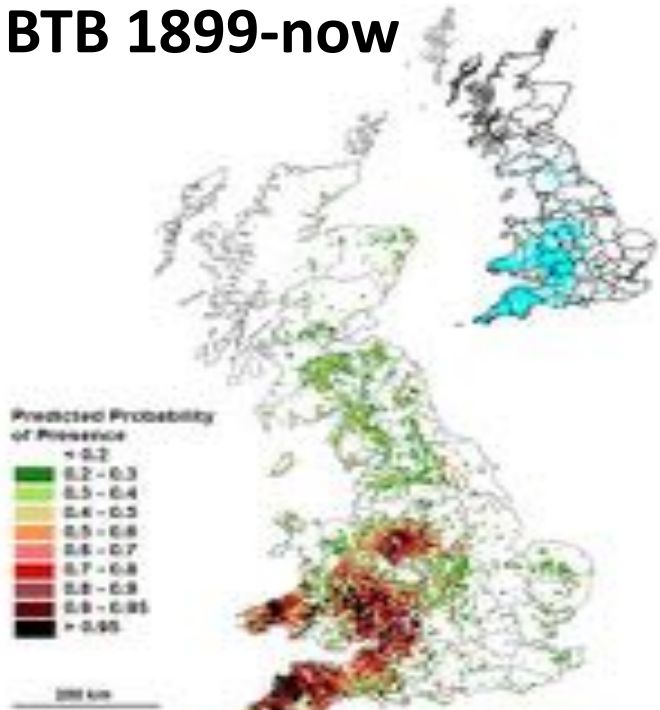 BTB 1899-now
Predicted Probability
of Presence
< 0.2
0.2 - 0.3
0.3 - 0.4
0.4 - 0.5
0.5 - 0.6
0.6 - 0.7
0.7 - 0.8
0.8 - 0.9
0.9 - 0.95
> 0.95
200 km